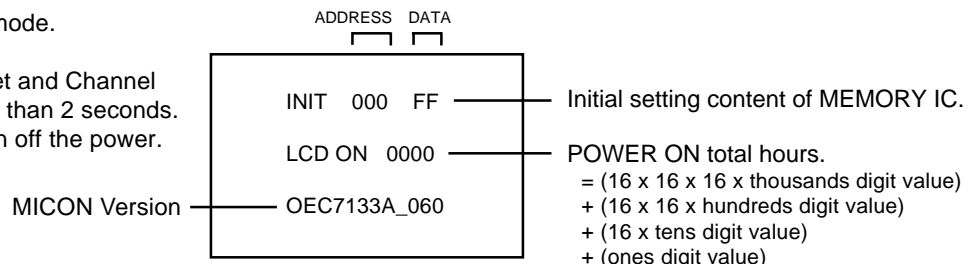 node.
et and Channel
than 2 seconds.
off the power.
ADDRESS DATA
INIT 000 FF
Initial setting content of MEMORY IC.
LCD ON 0000
POWER ON total hours.
= (16 x 16 x 16 x thousands digit value)
+ (16 x 16 x hundreds digit value)
+ (16 x tens digit value)
+ (ones digit value)
MICON Version
OEC7133A_060